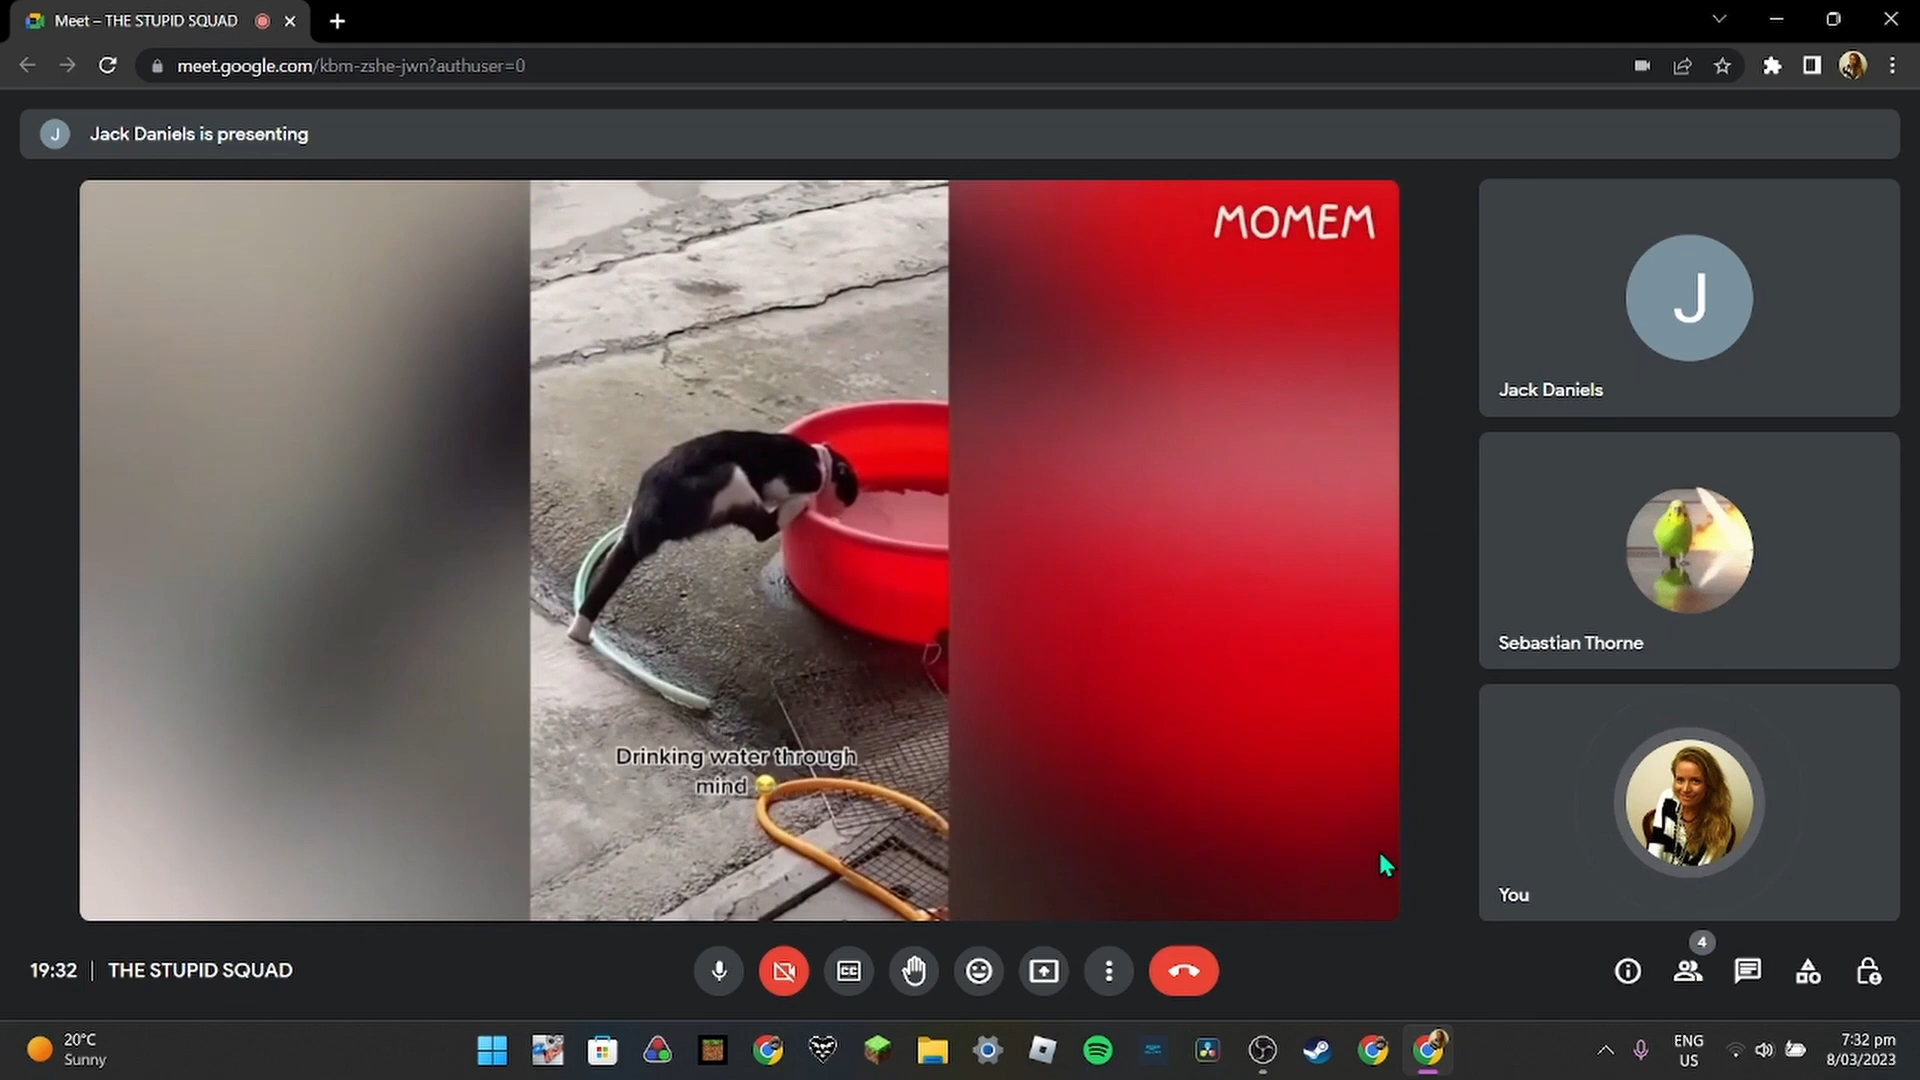 Meet – THE STUPID SQUAD
meet.google.com/kbm-zshe-jwn?authuser=0
J
Jack Daniels is presenting
MOMEM
Drinking water through
mind 😂
J
Jack Daniels
Sebastian Thorne
You
4
19:32 | THE STUPID SQUAD
CC
20°C
Sunny
ENG
US
7:32 pm
8/03/2023